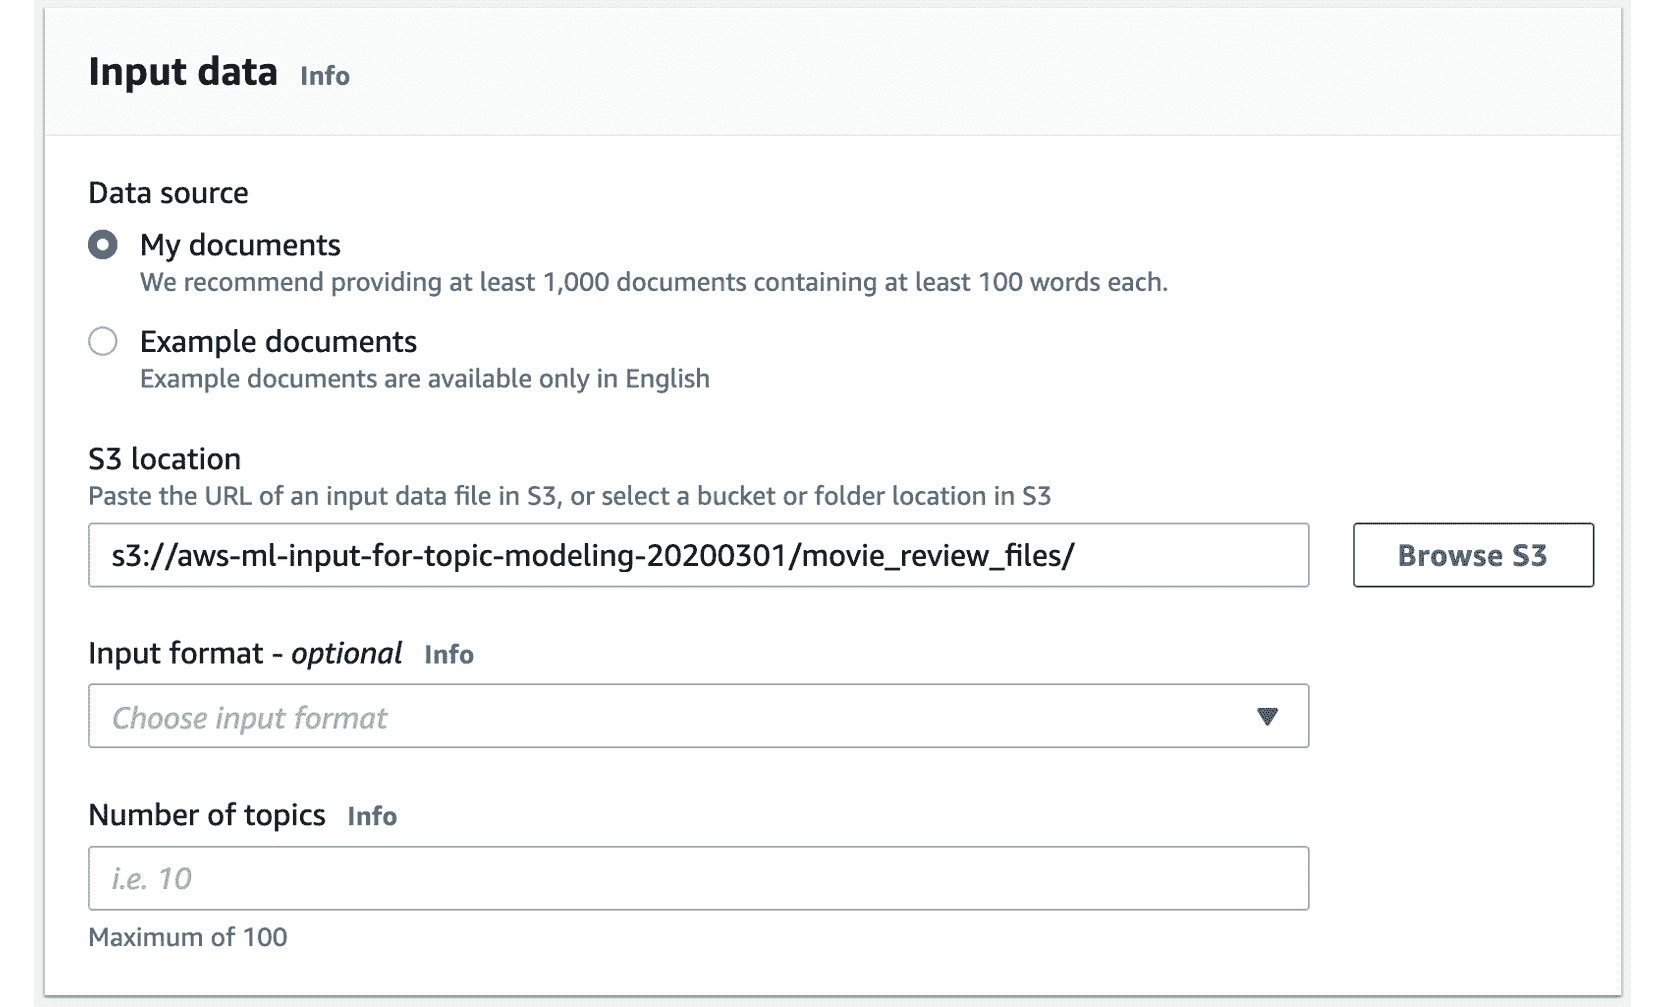 Input data Info
Data source
My documents
We recommend providing at least 1,000 documents containing at least 100 words each.
Example documents
Example documents are available only in English
S3 location
Paste the URL of an input data file in S3, or select a bucket or folder location in S3
s3://aws-ml-input-for-topic-modeling-20200301/movie_review_files/ Browse S3
Input format - optional Info
Choose input format
Number of topics Info
i.e. 10
Maximum of 100